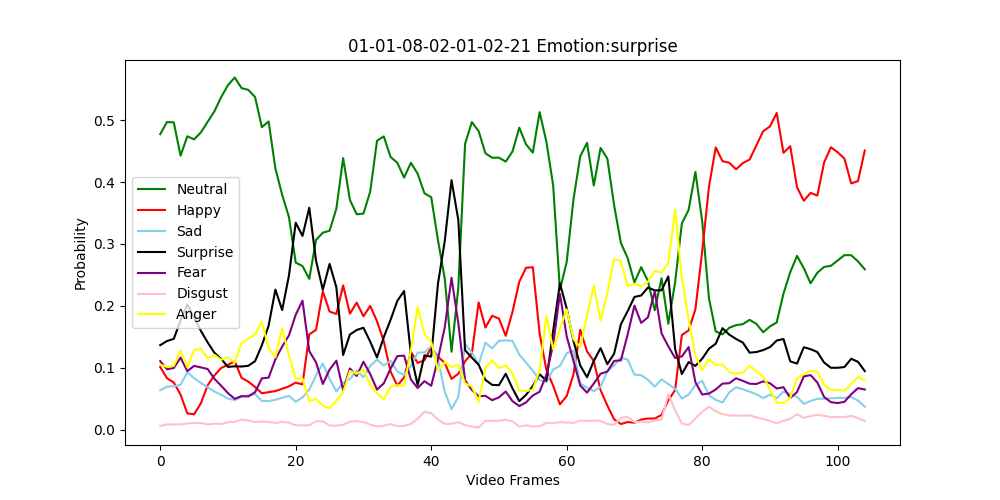 01-01-08-02-01-02-21 Emotion:surprise
Probability
0.5
0.4
0.3
0.2
0.1
0.0
Neutral
Happy
Sad
Surprise
Fear
Disgust
Anger
0 20 40 60 80 100
Video Frames